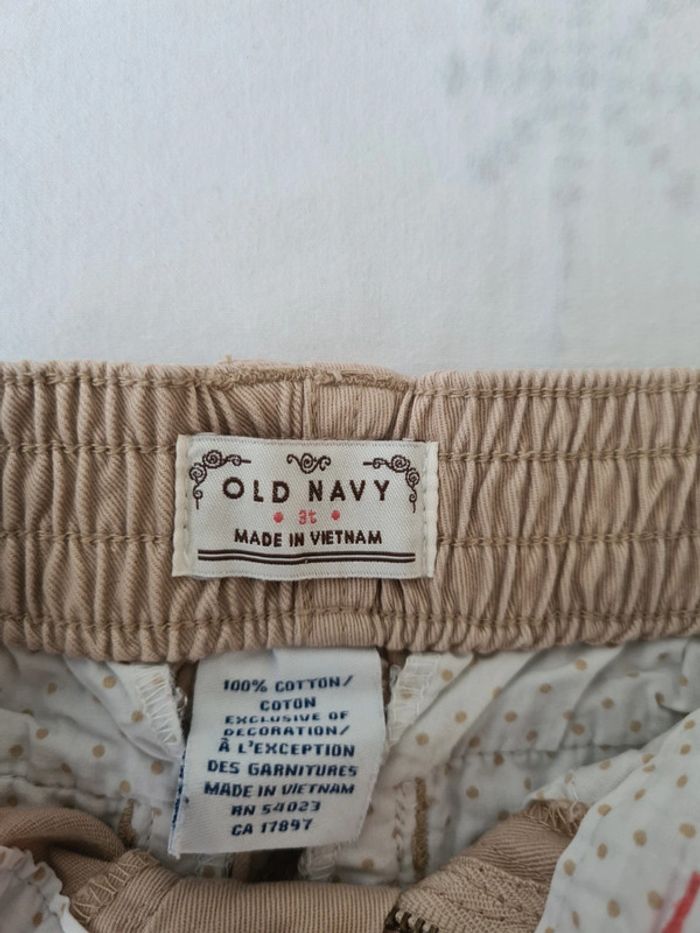 OLD NAVY
• 3t •
MADE IN VIETNAM
100% COTTON/
COTON
EXCLUSIVE OF
DECORATION/
À L'EXCEPTION
DES GARNITURES
MADE IN VIETNAM
RN 54023
CA 17897